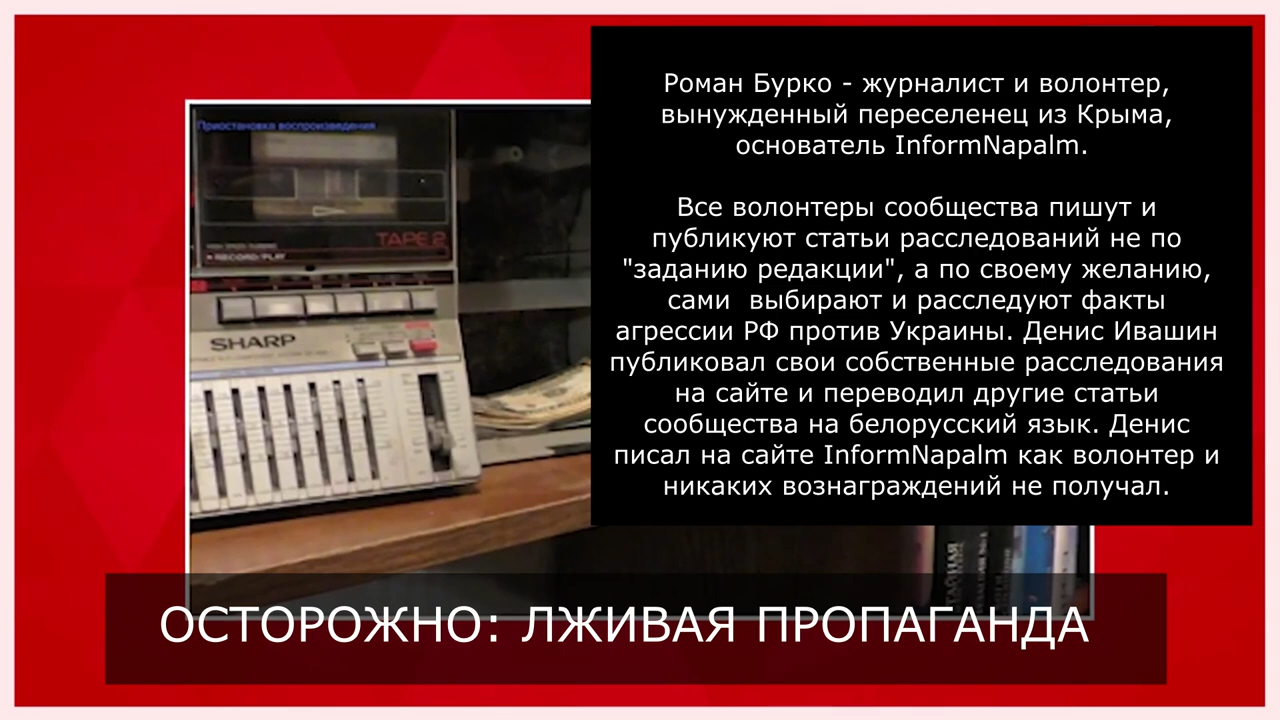 Роман Бурко - журналист и волонтер,
вынужденный переселенец из Крыма,
основатель InformNapalm.
Все волонтеры сообщества пишут и
публикуют статьи расследований не по
"заданию редакции", а по своему желанию,
сами выбирают и расследуют факты
агрессии РФ против Украины. Денис Ивашин
публиковал свои собственные расследования
на сайте и переводил другие статьи
сообщества на белорусский язык. Денис
писал на сайте InformNapalm как волонтер и
никаких вознаграждений не получал.
Приостановка воспроизведения
TAPE 2
RECORD/PLAY
SHARP
ОСТОРОЖНО: ЛЖИВАЯ ПРОПАГАНДА